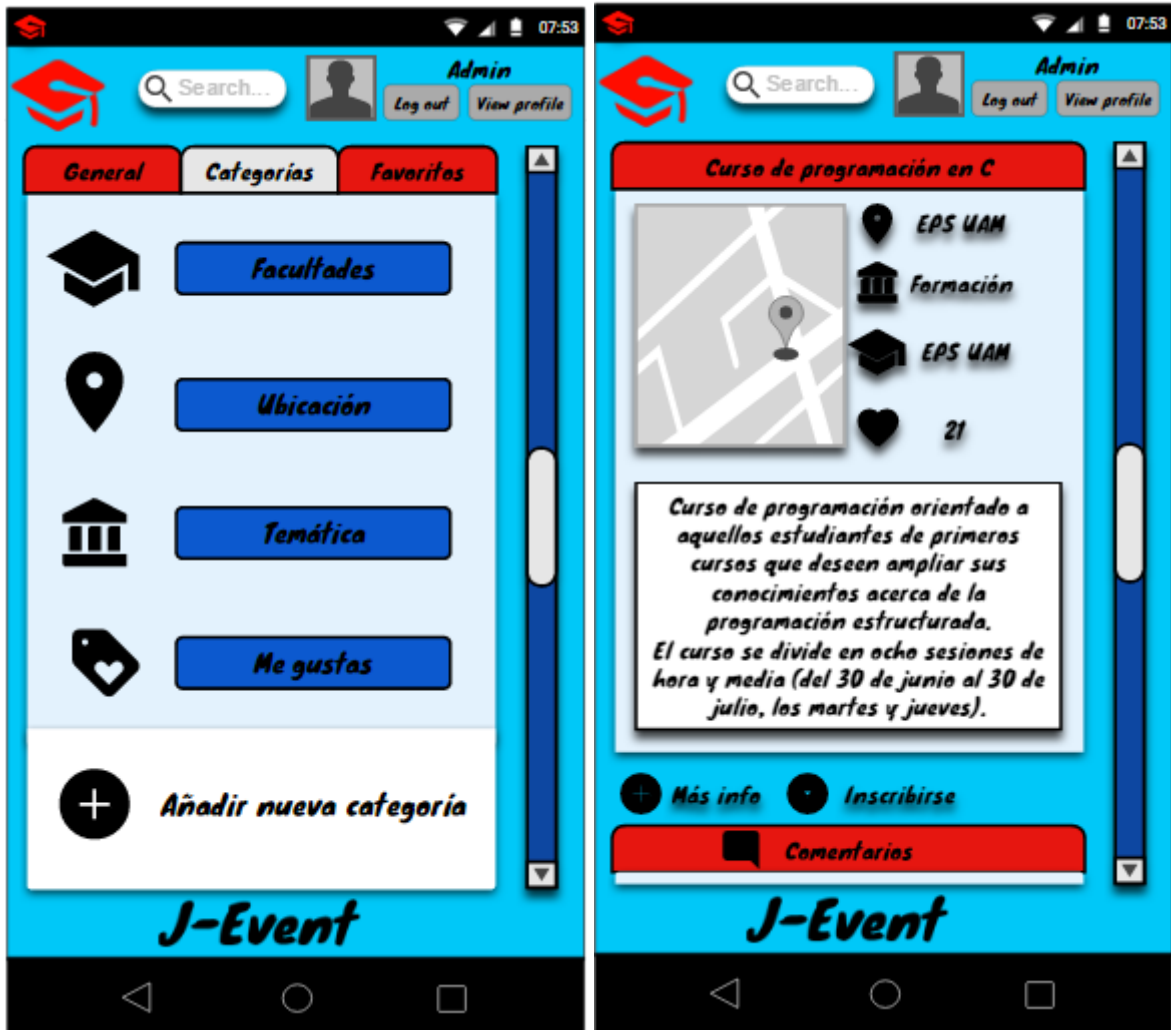 07:53
Search...
Admin
Log out
View profile
General
Categorías
Favoritos
Facultades
Ubicación
Temática
Me gustas
Añadir nueva categoría
J-Event
07:53
Search...
Admin
Log out
View profile
Curso de programación en C
EPS UAM
Formación
EPS UAM
21
Curso de programación orientado a
aquellos estudiantes de primeros
cursos que deseen ampliar sus
conocimientos acerca de la
programación estructurada.
El curso se divide en ocho sesiones de
hora y media (del 30 de junio al 30 de
julio, los martes y jueves).
Más info
Inscribirse
Comentarios
J-Event